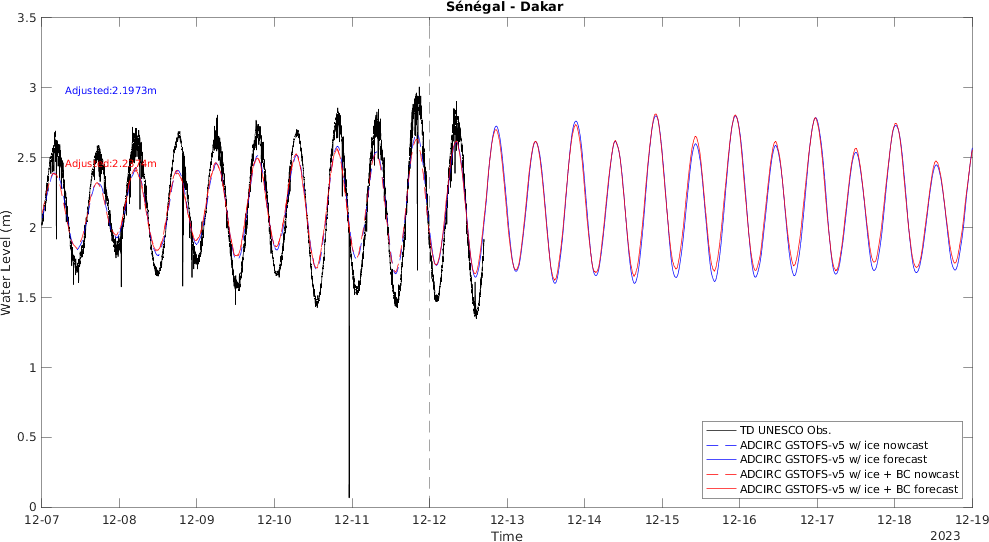 Sénégal - Dakar
3.5
3
2.5
2
1.5
1
0.5
0
Water Level (m)
Adjusted:2.1973m
12-07
12-08
12-09
12-10
12-11
12-12
12-13
12-14
12-15
12-16
12-17
12-18
12-19
Time
2023
TD UNESCO Obs.
ADCIRC GSTOFS-v5 w/ ice nowcast
ADCIRC GSTOFS-v5 w/ ice forecast
ADCIRC GSTOFS-v5 w/ ice + BC nowcast
ADCIRC GSTOFS-v5 w/ ice + BC forecast